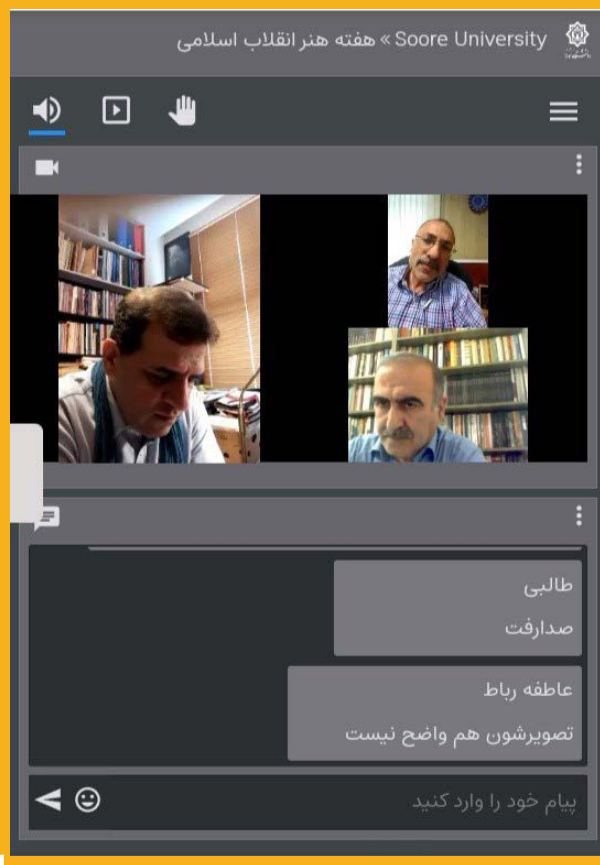 Soore University » هفته هنر انقلاب اسلامی
طالبی
صدارفت
عاطفه رباط
تصویرشون هم واضح نیست
پیام خود را وارد کنید